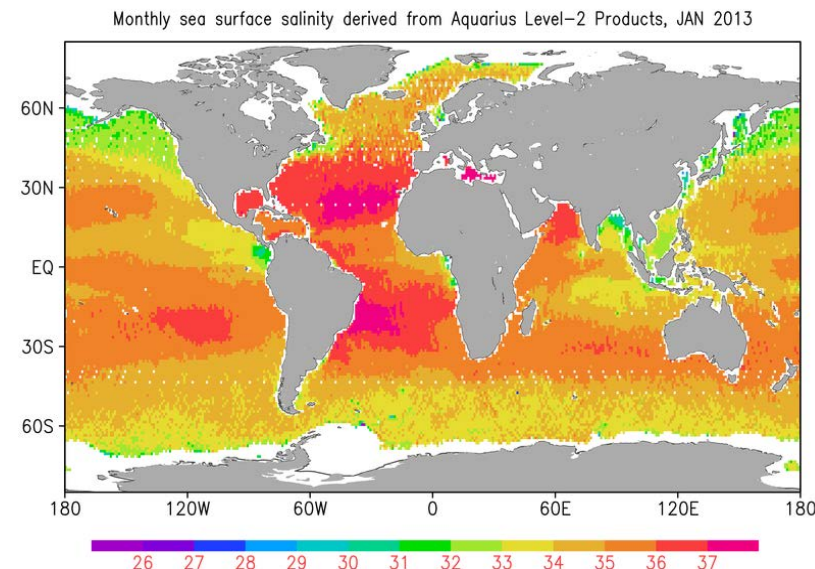 Monthly sea surface salinity derived from Aquarius Level-2 Products, JAN 2013
60N
30N
EQ
30S
60S
180 120W 60W 0 60E 120E 180
26 27 28 29 30 31 32 33 34 35 36 37